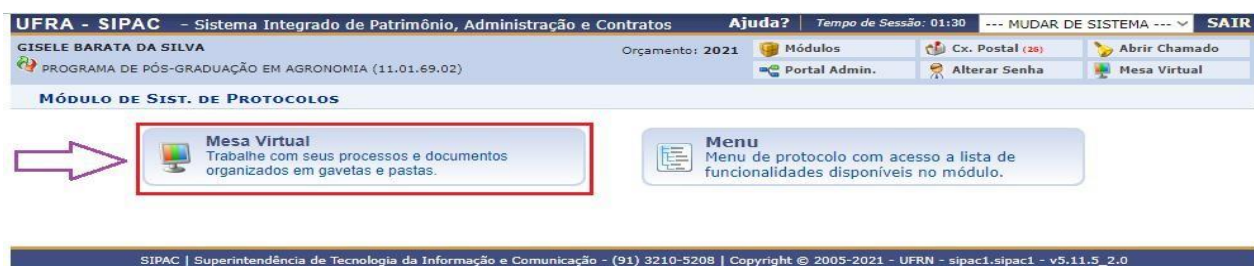 UFRA - SIPAC - Sistema Integrado de Patrimônio, Administração e Contratos Ajuda? Tempo de Sessão: 01:30 --- MUDAR DE SISTEMA --- SAIR
GISELE BARATA DA SILVA Orçamento: 2021 Módulos Cx. Postal (26) Abrir Chamado
PROGRAMA DE PÓS-GRADUAÇÃO EM AGRONOMIA (11.01.69.02) Portal Admin. Alterar Senha Mesa Virtual
MÓDULO DE SIST. DE PROTOCOLOS
Mesa Virtual
Trabalhe com seus processos e documentos
organizados em gavetas e pastas.
Menu
Menu de protocolo com acesso a lista de
funcionalidades disponíveis no módulo.
SIPAC | Superintendência de Tecnologia da Informação e Comunicação - (91) 3210-5208 | Copyright © 2005-2021 - UFRN - sipac1.sipac1 - v5.11.5_2.0